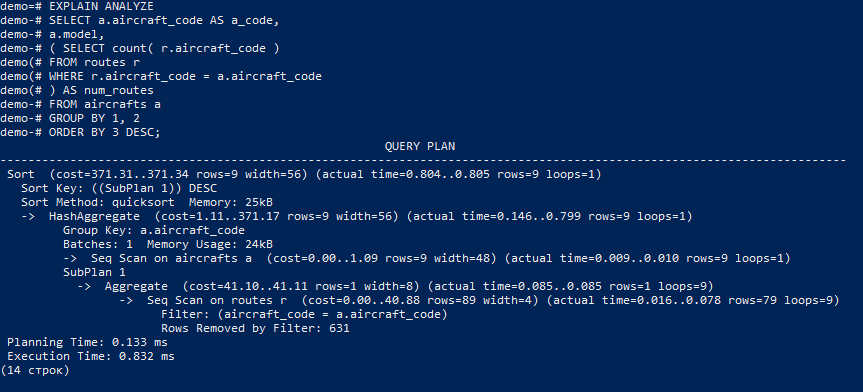 demo=# EXPLAIN ANALYZE
demo-# SELECT a.aircraft_code AS a_code,
demo-# a.model,
demo-# ( SELECT count( r.aircraft_code )
demo(# FROM routes r
demo(# WHERE r.aircraft_code = a.aircraft_code
demo(# ) AS num_routes
demo-# FROM aircrafts a
demo-# GROUP BY 1, 2
demo-# ORDER BY 3 DESC;
QUERY PLAN
-------------------------------------------------------------------------------------------------------------------------
Sort  (cost=371.31..371.34 rows=9 width=56) (actual time=0.804..0.805 rows=9 loops=1)
Sort Key: ((SubPlan 1)) DESC
Sort Method: quicksort  Memory: 25kB
->  HashAggregate  (cost=1.11..371.17 rows=9 width=56) (actual time=0.146..0.799 rows=9 loops=1)
Group Key: a.aircraft_code
Batches: 1  Memory Usage: 24kB
->  Seq Scan on aircrafts a  (cost=0.00..1.09 rows=9 width=48) (actual time=0.009..0.010 rows=9 loops=1)
SubPlan 1
->  Aggregate  (cost=41.10..41.11 rows=1 width=8) (actual time=0.085..0.085 rows=1 loops=9)
->  Seq Scan on routes r  (cost=0.00..40.88 rows=89 width=4) (actual time=0.016..0.078 rows=79 loops=9)
Filter: (aircraft_code = a.aircraft_code)
Rows Removed by Filter: 631
Planning Time: 0.133 ms
Execution Time: 0.832 ms
(14 строк)